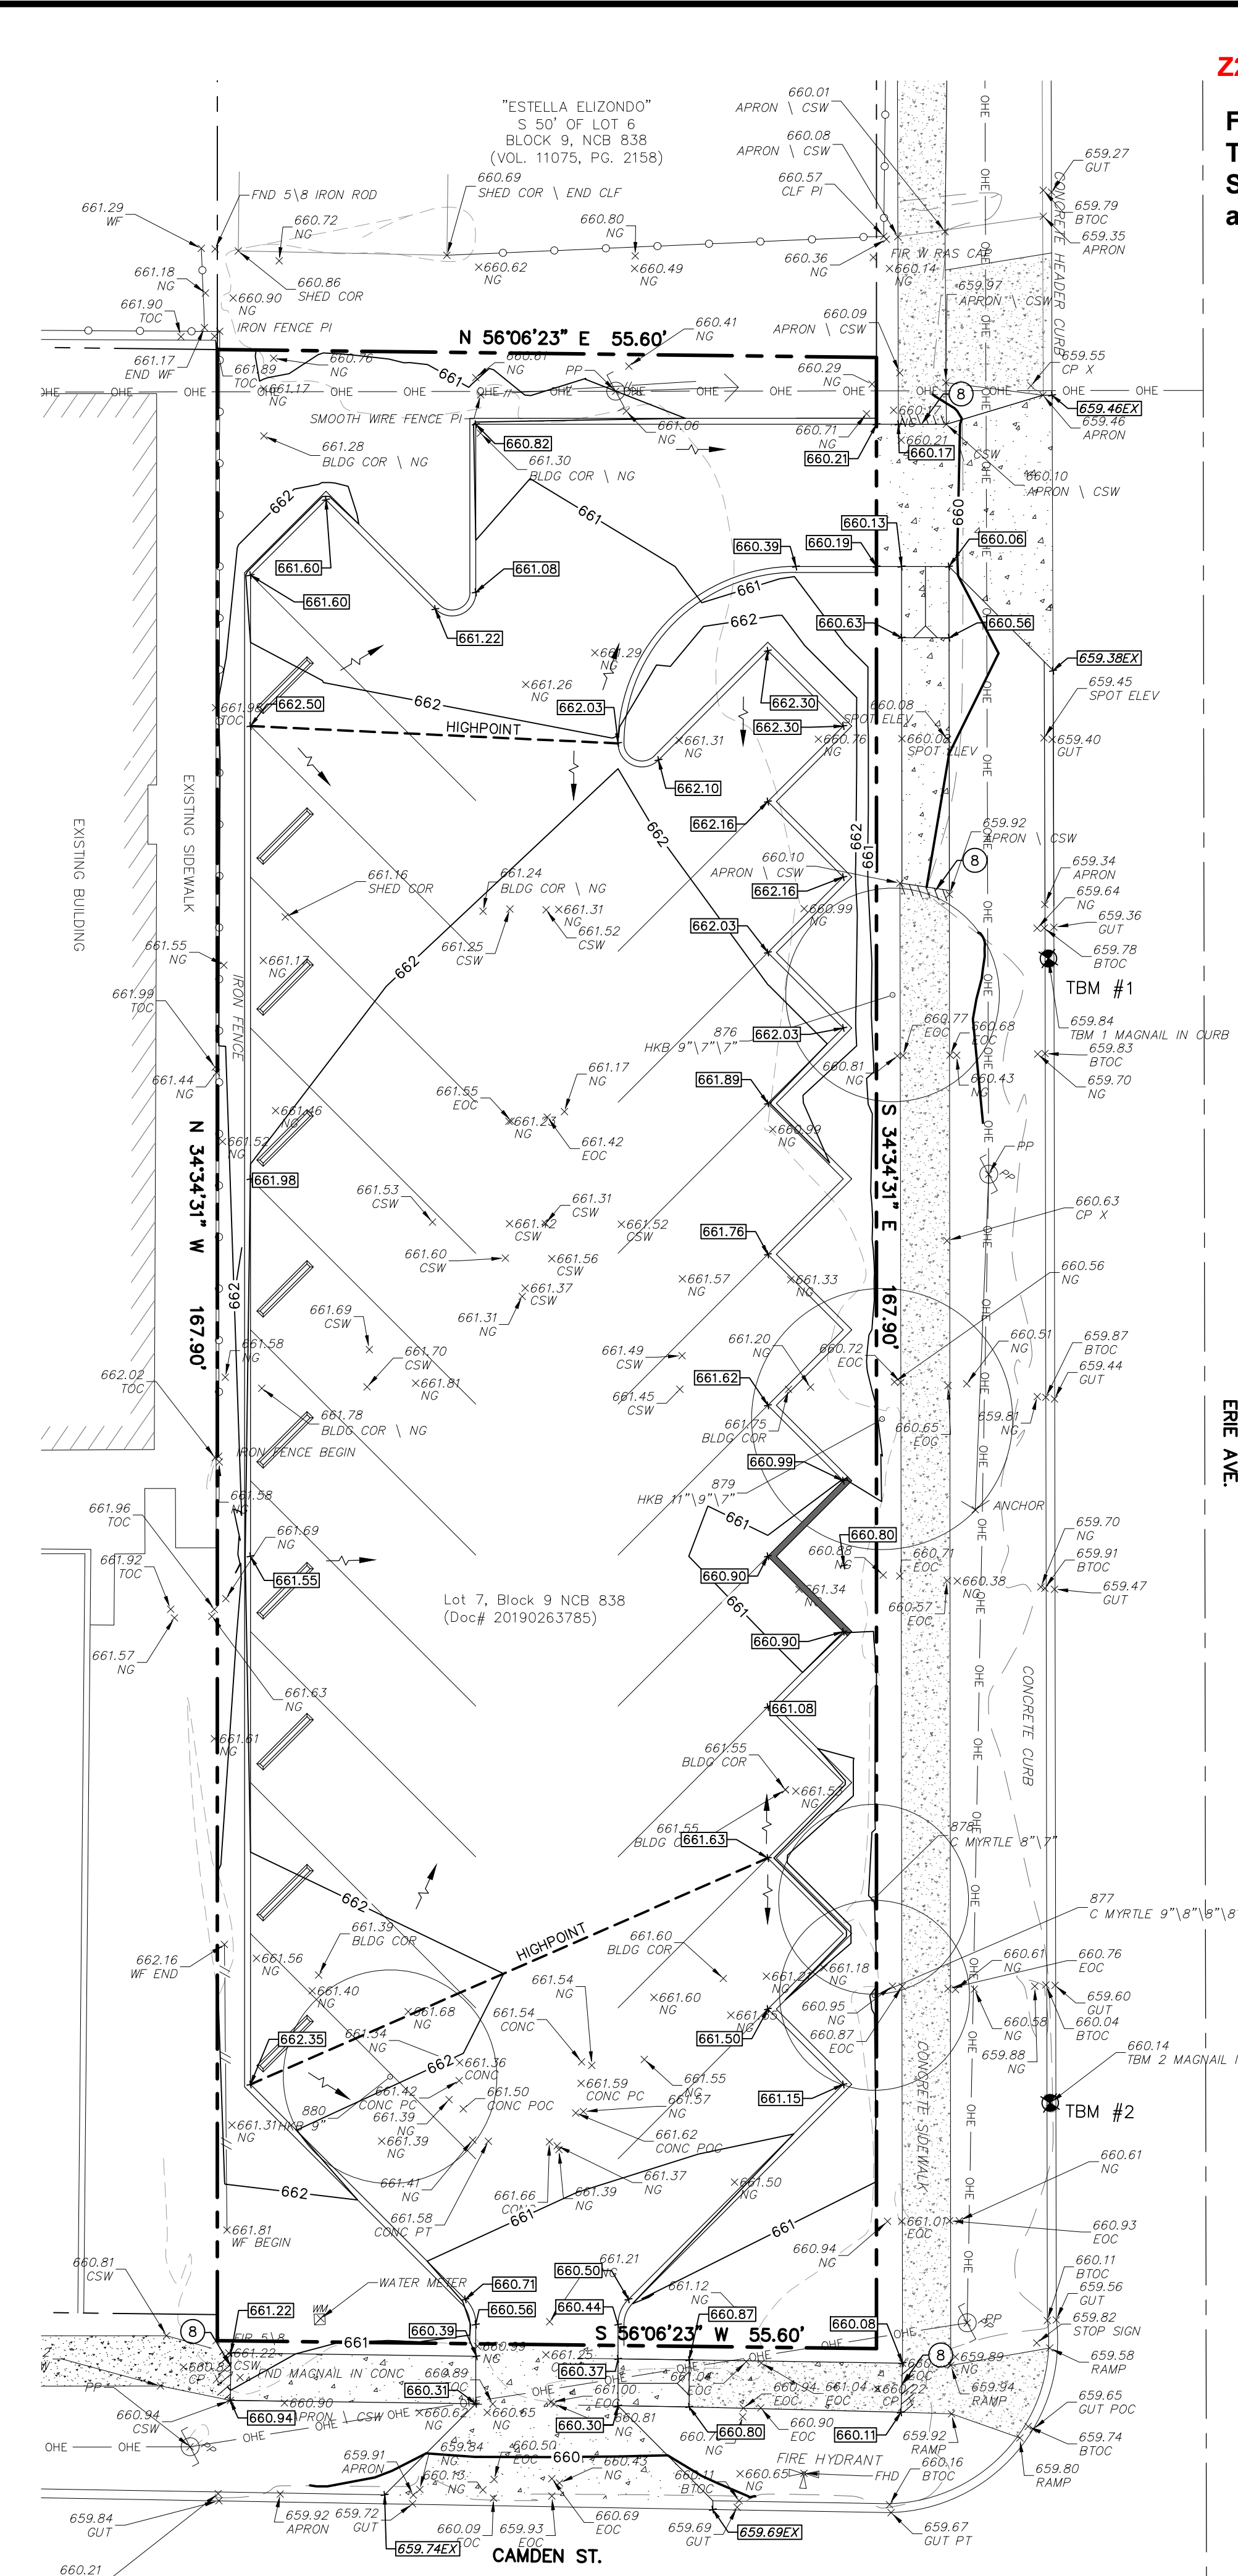 Z2
F
T
S
a
"ESTELLA ELIZONDO"
S 50' OF LOT 6
BLOCK 9, NCB 838
(VOL. 11075, PG. 2158)
660.01
APRON \ CSW
660.08
APRON \ CSW
660.57
CLF PI
659.27
GUT
659.79
BTOC
659.35
APRON
CONCRETE HEADER CURB
661.29
WF
FND 5\8 IRON ROD
660.72
NG
660.69
SHED COR \ END CLF
660.80
NG
660.36
NG
FIR W RAS CAP
×660.14
NG
661.18
NG
661.90
TOC
×660.90
NG
660.86
SHED COR
×660.62
NG
×660.49
NG
659.97
APRON \ CSW
IRON FENCE PI
661.17
END WF
661.89
TOC
N 56°06'23" E 55.60'
660.41
NG
660.09
APRON \ CSW
659.55
CP X
660.76
NG
661
660.61
NG
PP
660.29
NG
8
659.46EX
659.46
APRON
×661.17
NG
OHE OHE OHE OHE OHE OHE OHE OHE
SMOOTH WIRE FENCE PI
661.06
NG
660.71
NG
×660.17
660.21
CSW
660.21
660.17
660.82
661.28
BLDG COR \ NG
661.30
BLDG COR \ NG
660.10
APRON \ CSW
662
661
660
660.13
660.19
660.39
660.06
661.60
661.60
661.08
661.22
661
662
660.63
660.56
659.38EX
659.45
SPOT ELEV
×661.29
NG
×661.26
NG
662.03
662.30
662.30
660.08
SPOT ELEV
×660.02
SPOT ELEV
659.40
GUT
×661.98
TOC
662.50
662
HIGHPOINT
×661.31
NG
×660.76
NG
662.10
662.16
662
662
661
659.92
APRON \ CSW
8
659.34
APRON
659.64
NG
659.36
GUT
659.78
BTOC
660.10
APRON \ CSW
662.16
EXISTING SIDEWALK
EXISTING BUILDING
661.16
SHED COR
661.24
BLDG COR \ NG
×661.31
NG
661.52
CSW
661.25
CSW
×660.99
NG
662.03
TBM #1
661.55
NG
×661.17
NG
662
661.99
TOC
IRON FENCE
876
HKB 9"\7"\7"
662.03
660.77
EOC
660.68
EOC
659.84
TBM 1 MAGNAIL IN CURB
659.83
BTOC
659.70
NG
661.44
NG
661.17
NG
660.81
NG
660.43
NG
661.55
EOC
661.89
×661.46
NG
×661.23
NG
661.42
EOC
×660.99
NG
×661.52
NG
N 34°34'31" W 167.90'
S 34°34'31" E 167.90'
661.98
PP
661.53
CSW
661.31
CSW
×661.42
CSW
×661.52
CSW
660.63
CP X
661.76
661.60
CSW
×661.56
CSW
×661.57
NG
×661.33
NG
660.56
NG
662
×661.37
CSW
661.31
NG
661.69
CSW
661.58
NG
661.70
CSW
661.49
CSW
661.20
NG
660.72
EOC
660.51
NG
659.87
BTOC
659.44
GUT
662.02
TOC
×661.81
NG
661.45
CSW
661.62
661.78
BLDG COR \ NG
661.75
BLDG COR
660.65
EOC
659.81
NG
ERIE AVE.
IRON FENCE BEGIN
660.99
879
HKB 11"\9"\7"
ANCHOR
661.58
NG
661.96
TOC
661
661.69
NG
660.80
659.70
NG
661.92
TOC
660.88
NG
660.71
EOC
659.91
BTOC
661.55
660.90
×661.34
NG
×660.38
NG
659.47
GUT
Lot 7, Block 9 NCB 838
(Doc# 20190263785)
660.57
EOC
661
661.57
NG
660.90
CONCRETE CURB
661.63
NG
661.08
×661.61
NG
661.55
BLDG COR
661.55
BLDG COR
661.63
878
C MYRTLE 8"\7"
662
HIGHPOINT
877
C MYRTLE 9"\8"\8"\8"
661.39
BLDG COR
661.60
BLDG COR
662.16
WF END
×661.56
NG
×661.40
NG
661.54
NG
×661.18
NG
660.61
NG
660.76
EOC
×661.68
NG
×661.60
NG
660.95
NG
659.60
GUT
660.04
BTOC
660.58
NG
659.88
NG
661.54
CONC
662.35
661.50
660.87
EOC
660.14
TBM 2 MAGNAIL I
662
661.36
CONC
661.42
CONC PC
661.50
CONC POC
661.59
CONC PC
661.55
NG
661.57
NG
661.15
CONCRETE SIDEWALK
TBM #2
880
HKB 9"
×661.31
NG
661.39
NG
×661.39
NG
661.62
CONC POC
661.41
NG
661.37
NG
661.39
NG
661.66
CONC
×661.50
NG
660.61
NG
662
661.58
CONC PT
661
661
×661.81
WF BEGIN
660.94
NG
×661.01
EOC
660.93
EOC
660.81
CSW
WATER METER
WM
660.71
660.50
661.21
NG
661.12
NG
660.11
BTOC
659.56
GUT
PP
659.82
STOP SIGN
8
661.22
660.56
660.44
660.87
660.08
660.39
661
S 56°06'23" W 55.60'
659.58
RAMP
FIR 5\8
661.22
CSW
FND MAGNAIL IN CONC
660.37
8
659.89
NG
659.94
RAMP
660.31
×660.90
APRON \ CSW
660.94
CSW
660.94
PP
×660.62
NG
×660.65
NG
661.00
EOC
660.30
660.81
NG
660.94
EOC
661.04
EOC
660.80
660.90
EOC
660.11
659.92
RAMP
659.65
GUT POC
659.74
BTOC
659.80
RAMP
659.91
APRON
659.84
NG
660.50
EOC
660
660.43
NG
FIRE HYDRANT
FHD
660.16
BTOC
660.11
BTOC
×660.65
NG
659.84
GUT
659.92
APRON
659.72
GUT
659.74EX
660.09
EOC
659.93
EOC
660.69
EOC
659.69
GUT
659.69EX
659.67
GUT PT
CAMDEN ST.
660.21